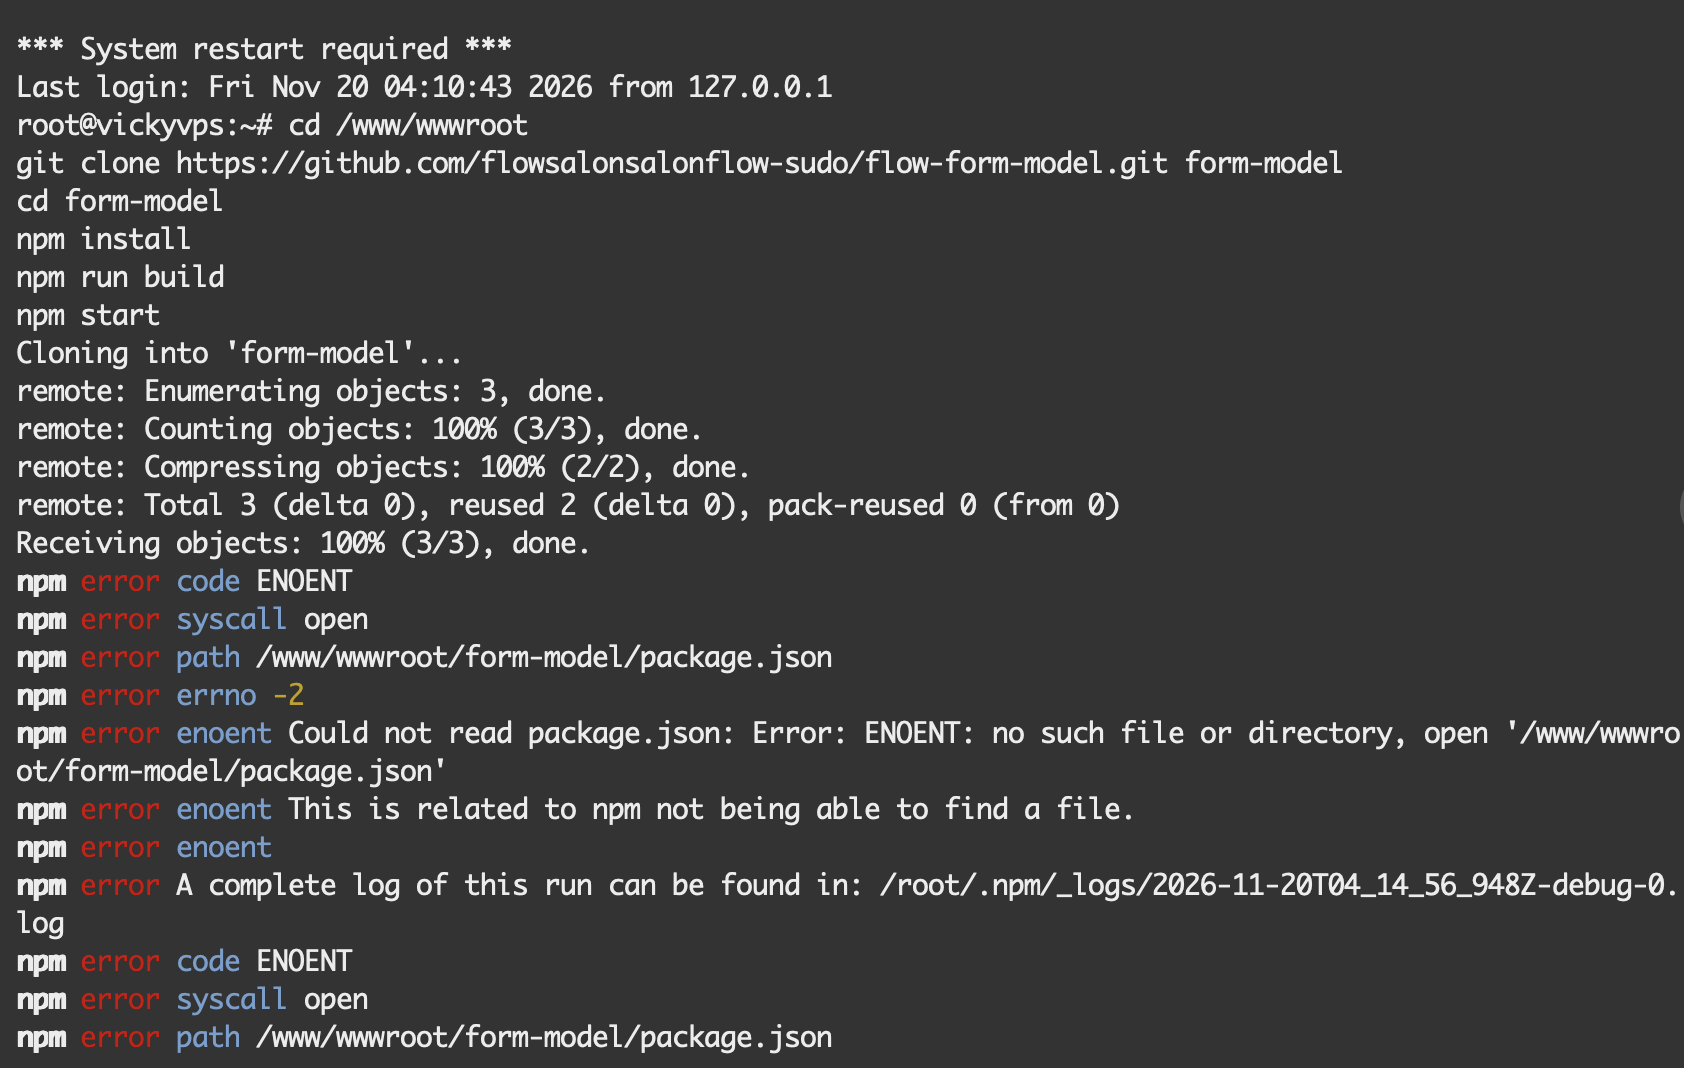 *** System restart required ***
Last login: Fri Nov 20 04:10:43 2026 from 127.0.0.1
root@vickyvps:~# cd /www/wwwroot
git clone https://github.com/flowsalonsalonflow-sudo/flow-form-model.git form-model
cd form-model
npm install
npm run build
npm start
Cloning into 'form-model'...
remote: Enumerating objects: 3, done.
remote: Counting objects: 100% (3/3), done.
remote: Compressing objects: 100% (2/2), done.
remote: Total 3 (delta 0), reused 2 (delta 0), pack-reused 0 (from 0)
Receiving objects: 100% (3/3), done.
npm error code ENOENT
npm error syscall open
npm error path /www/wwwroot/form-model/package.json
npm error errno -2
npm error enoent Could not read package.json: Error: ENOENT: no such file or directory, open '/www/wwwro
ot/form-model/package.json'
npm error enoent This is related to npm not being able to find a file.
npm error enoent
npm error A complete log of this run can be found in: /root/.npm/_logs/2026-11-20T04_14_56_948Z-debug-0.
log
npm error code ENOENT
npm error syscall open
npm error path /www/wwwroot/form-model/package.json